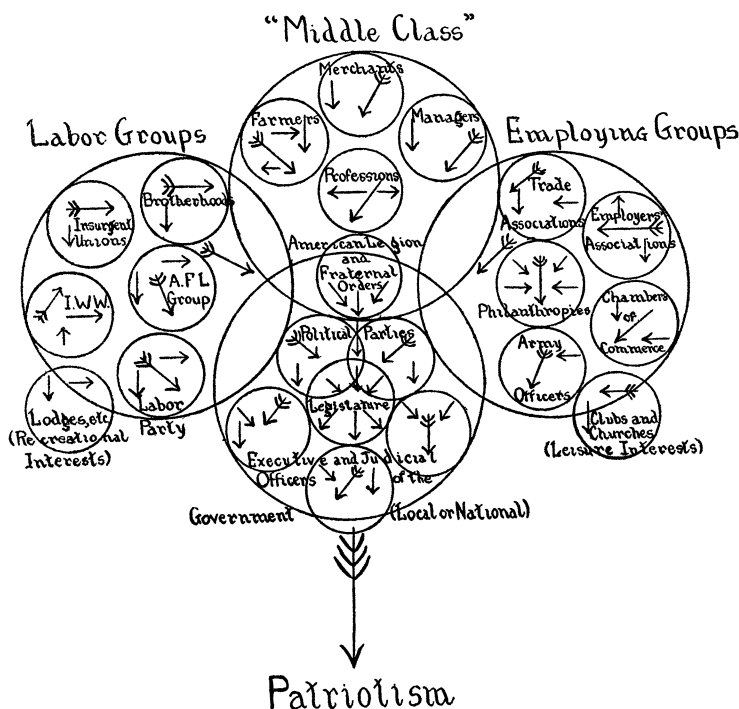 "Middle Class"
Merchants
Farmers
Managers
Professions
American Legion
and
Fraternal
Orders
Labor Groups
Brotherhoods
Insurgent
Unions
A.F.L
Group
I.W.W.
Labor
Party
Lodges, etc.
(Recreational
Interests)
Employing Groups
Trade
Associations
Employers'
Associations
Philanthropies
Chambers
of
Commerce
Army
Officers
Clubs and
Churches
(Leisure Interests)
Political Parties
Legislature
Executive and Judicial
Officers of the
Government (Local or National)
Patriotism